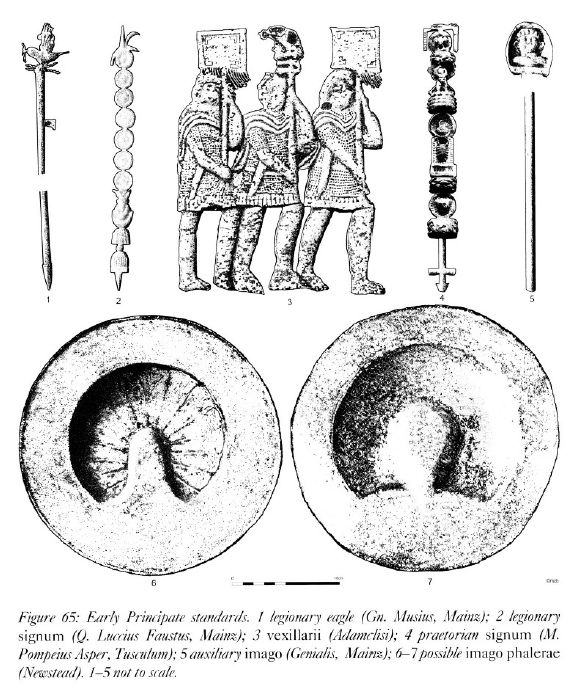 1
2
3
4
5
6
7
Figure 65: Early Principate standards. 1 legionary eagle (Gn. Musius, Mainz); 2 legionary
signum (Q. Luccius Faustus, Mainz); 3 vexillarii (Adamclisi); 4 praetorian signum (M.
Pompeius Asper, Tusculum); 5 auxiliary imago (Genialis, Mainz); 6–7 possible imago phalerae
(Newstead). 1–5 not to scale.